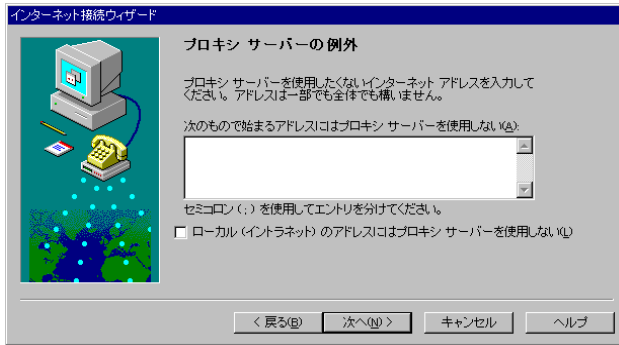 インターネット接続ウィザード
プロキシ サーバーの例外
プロキシ サーバーを使用したくないインターネット アドレスを入力して
ください。アドレスは一部でも全体でも構いません。
次のもので始まるアドレスにはプロキシ サーバーを使用しない(A):
セミコロン (;) を使用してエントリを分けてください。
ローカル (イントラネット) のアドレスにはプロキシ サーバーを使用しない(L)
< 戻る(B)
次へ(N) >
キャンセル
ヘルプ